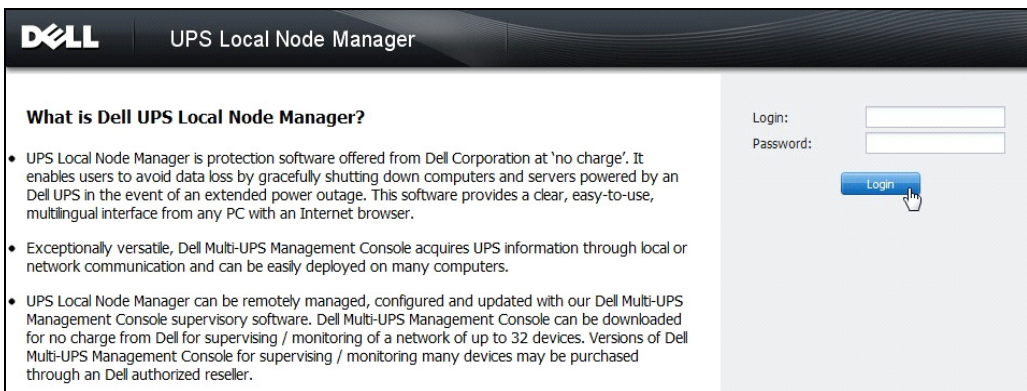 DELL
UPS Local Node Manager
What is Dell UPS Local Node Manager?
• UPS Local Node Manager is protection software offered from Dell Corporation at ‘no charge’. It
enables users to avoid data loss by gracefully shutting down computers and servers powered by an
Dell UPS in the event of an extended power outage. This software provides a clear, easy-to-use,
multilingual interface from any PC with an Internet browser.
• Exceptionally versatile, Dell Multi-UPS Management Console acquires UPS information through local or
network communication and can be easily deployed on many computers.
• UPS Local Node Manager can be remotely managed, configured and updated with our Dell Multi-UPS
Management Console supervisory software. Dell Multi-UPS Management Console can be downloaded
for no charge from Dell for supervising / monitoring of a network of up to 32 devices. Versions of Dell
Multi-UPS Management Console for supervising / monitoring many devices may be purchased
through an Dell authorized reseller.
Login:
Password:
Login